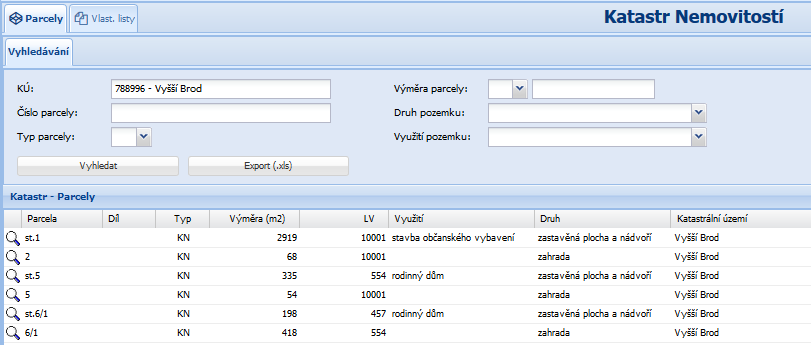 Parcely Vlast. listy Katastr Nemovitostí
Vyhledávání
KÚ: 788996 - Vyšší Brod Výměra parcely:
Číslo parcely: Druh pozemku:
Typ parcely: Využití pozemku:
Vyhledat Export (.xls)
Katastr - Parcely
Parcela Díl Typ Výměra (m2) LV Využití Druh Katastrální území
st.1 KN 2919 10001 stavba občanského vybavení zastavěná plocha a nádvoří Vyšší Brod
2 KN 68 10001 zahrada Vyšší Brod
st.5 KN 335 554 rodinný dům zastavěná plocha a nádvoří Vyšší Brod
5 KN 54 10001 zahrada Vyšší Brod
st.6/1 KN 198 457 rodinný dům zastavěná plocha a nádvoří Vyšší Brod
6/1 KN 418 554 zahrada Vyšší Brod